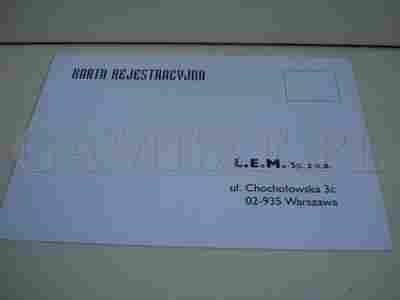 KARTA REJESTRACYJNA
L.E.M. Sp. z o.o.
ul. Chochołowska 3c
02-935 Warszawa